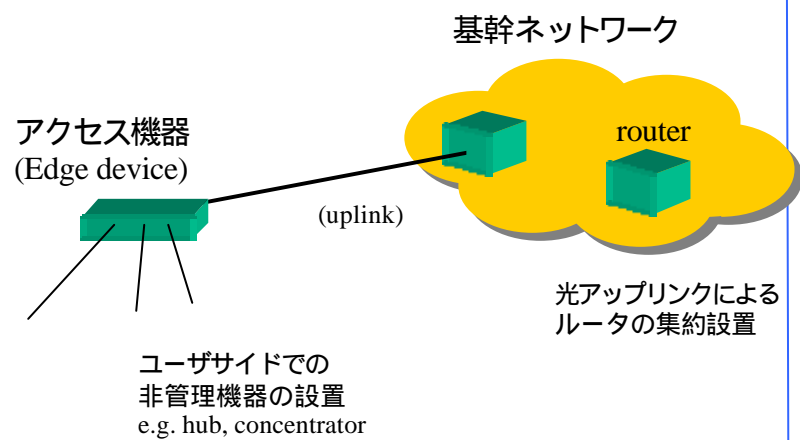 基幹ネットワーク
アクセス機器
(Edge device)
router
(uplink)
光アップリンクによる
ルータの集約設置
ユーザサイドでの
非管理機器の設置
e.g. hub, concentrator